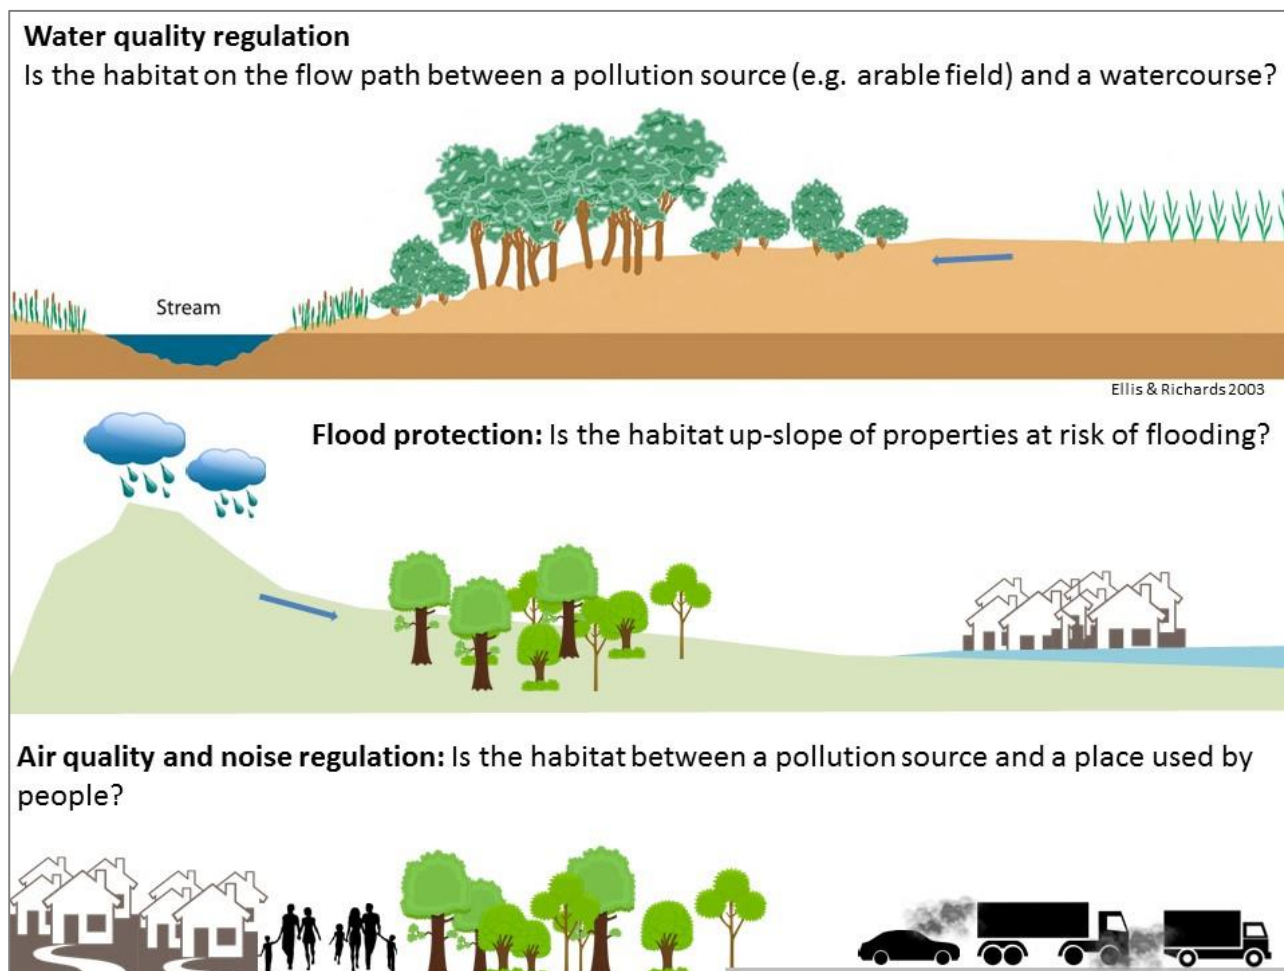 Water quality regulation
Is the habitat on the flow path between a pollution source (e.g. arable field) and a watercourse?
Stream
Ellis & Richards 2003
Flood protection: Is the habitat up-slope of properties at risk of flooding?
Air quality and noise regulation: Is the habitat between a pollution source and a place used by
people?